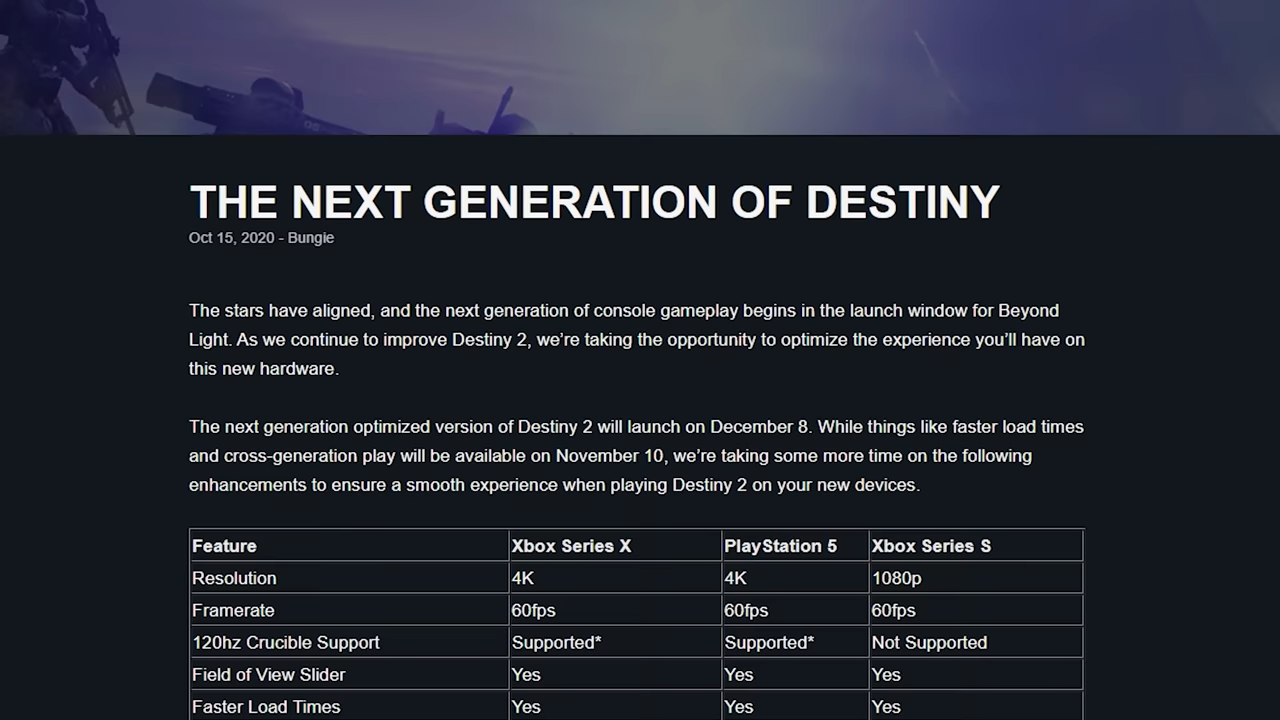 THE NEXT GENERATION OF DESTINY
Oct 15, 2020 - Bungie
The stars have aligned, and the next generation of console gameplay begins in the launch window for Beyond
Light. As we continue to improve Destiny 2, we’re taking the opportunity to optimize the experience you’ll have on
this new hardware.
The next generation optimized version of Destiny 2 will launch on December 8. While things like faster load times
and cross-generation play will be available on November 10, we’re taking some more time on the following
enhancements to ensure a smooth experience when playing Destiny 2 on your new devices.
Feature Xbox Series X PlayStation 5 Xbox Series S
Resolution 4K 4K 1080p
Framerate 60fps 60fps 60fps
120hz Crucible Support Supported* Supported* Not Supported
Field of View Slider Yes Yes Yes
Faster Load Times Yes Yes Yes